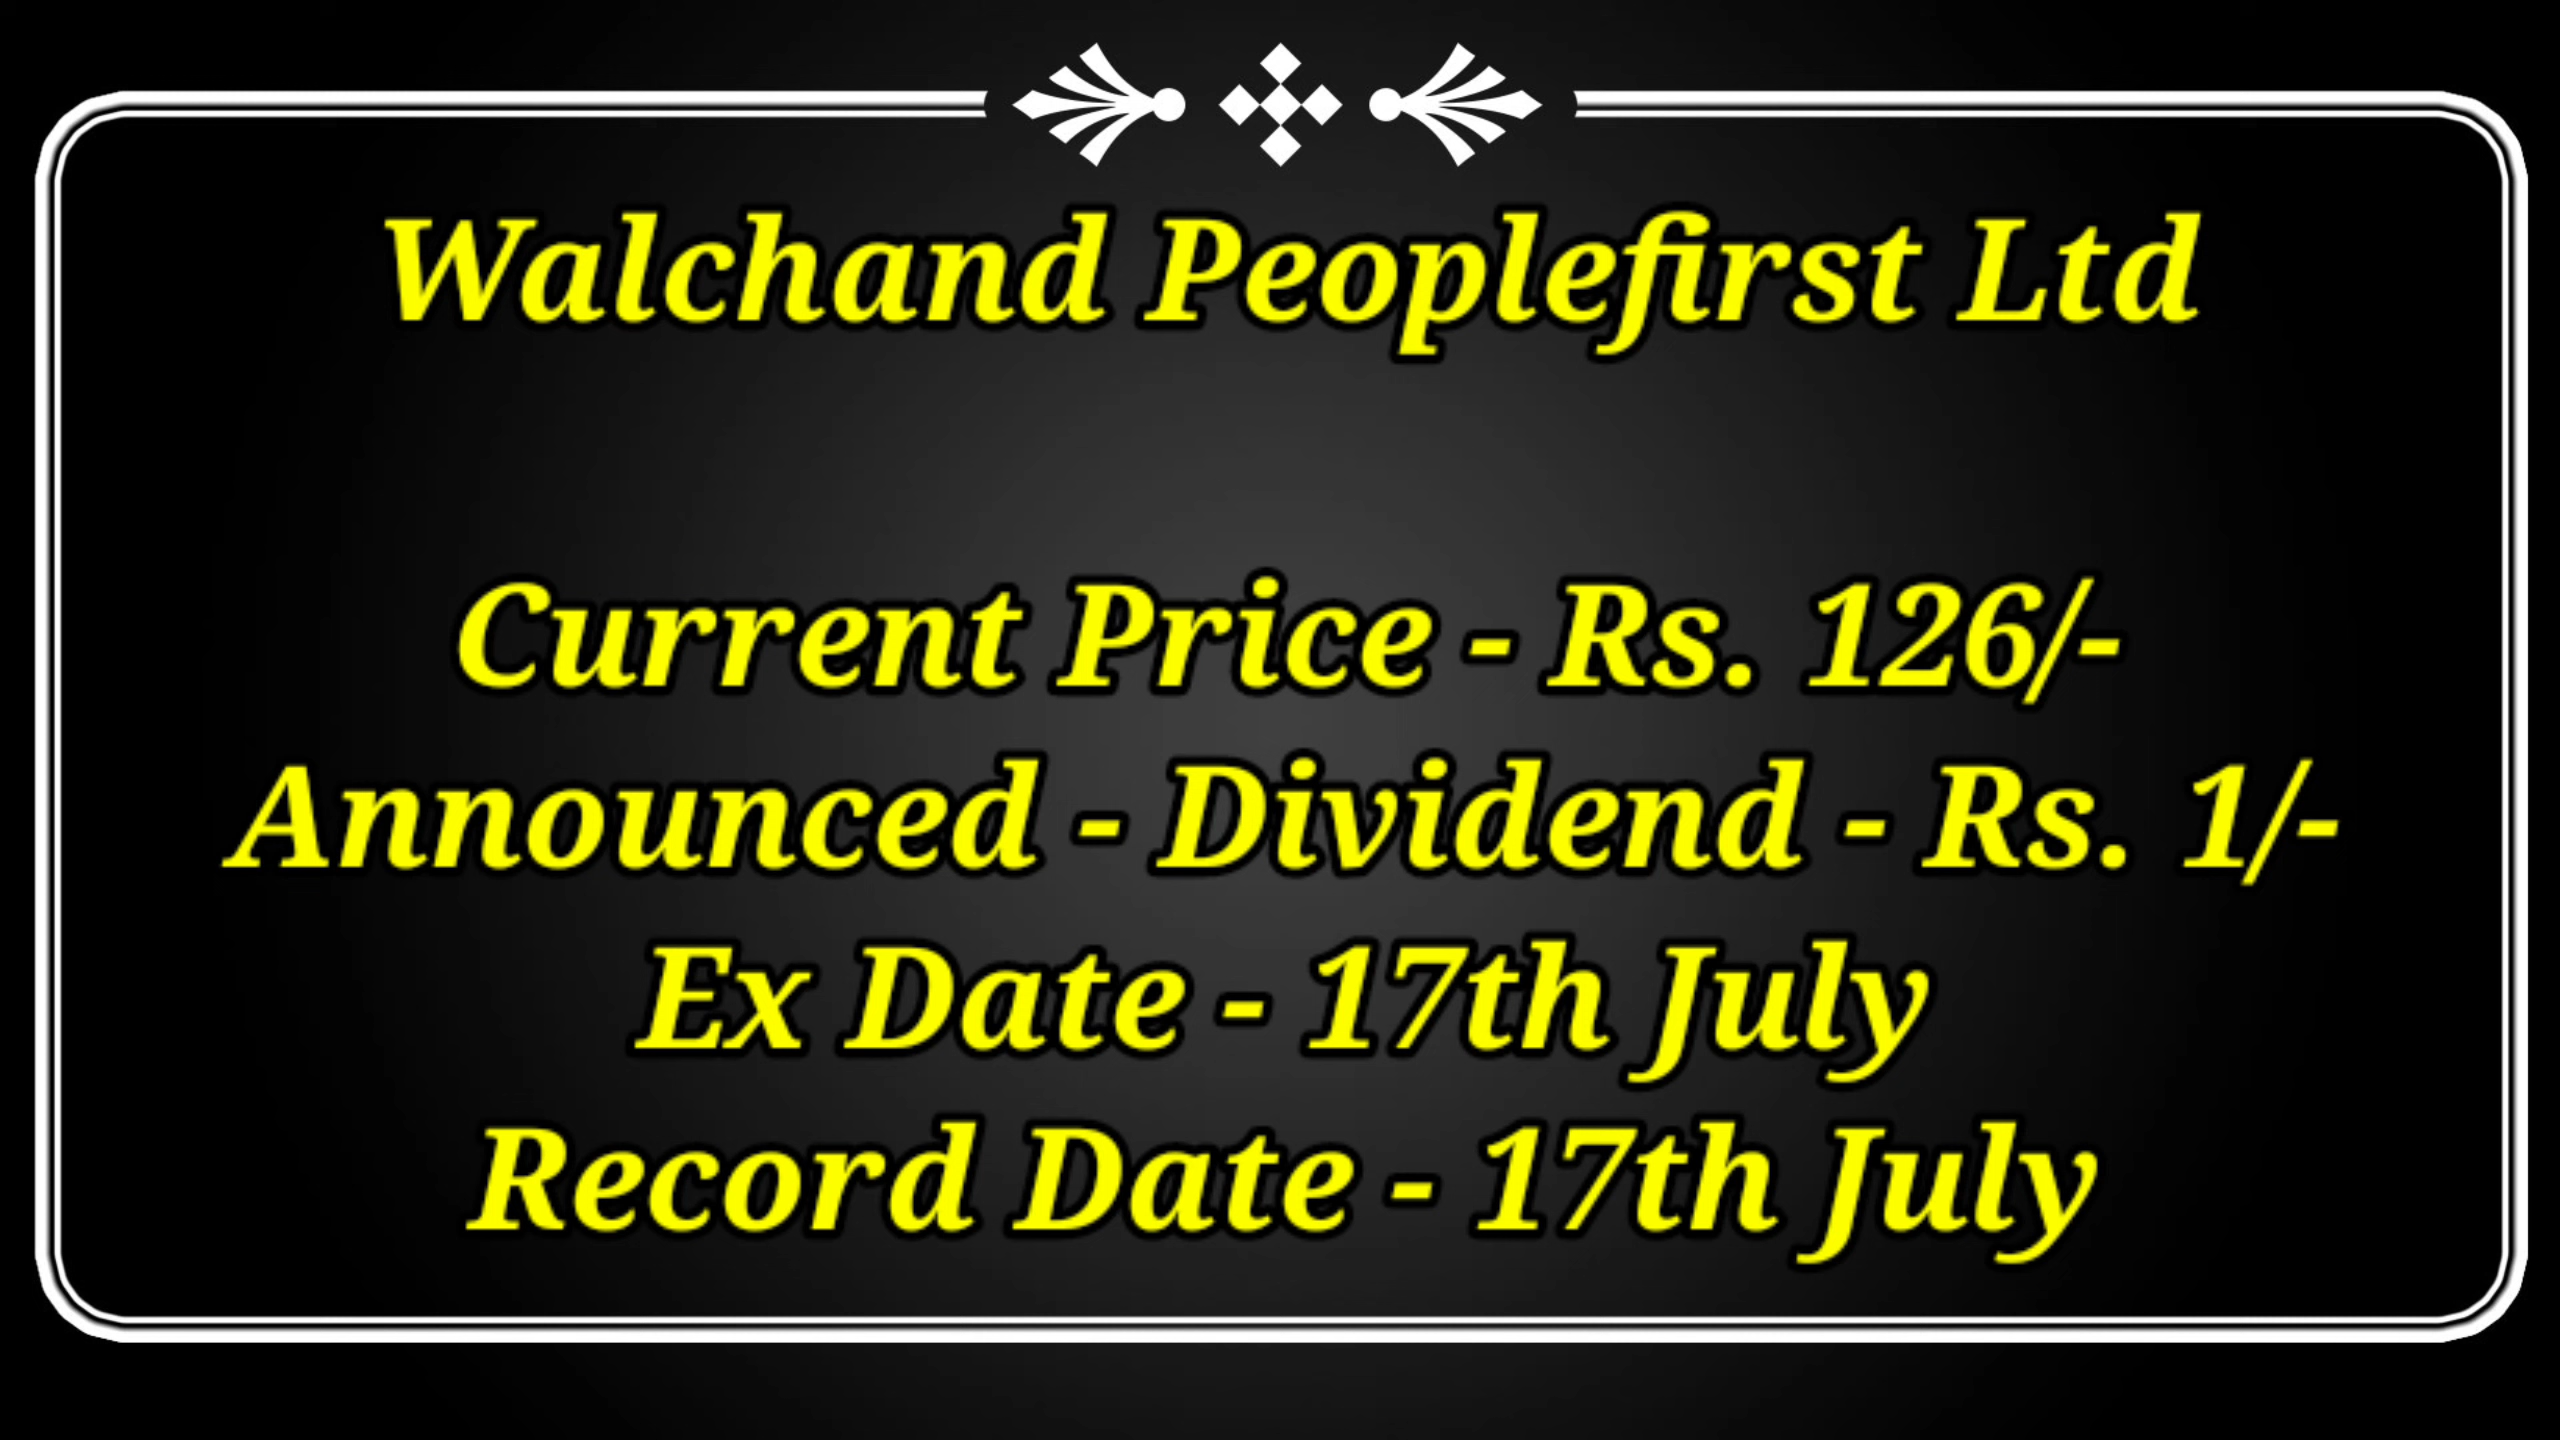 Walchand Peoplefirst Ltd
Current Price - Rs. 126/-
Announced - Dividend - Rs. 1/-
Ex Date - 17th July
Record Date - 17th July